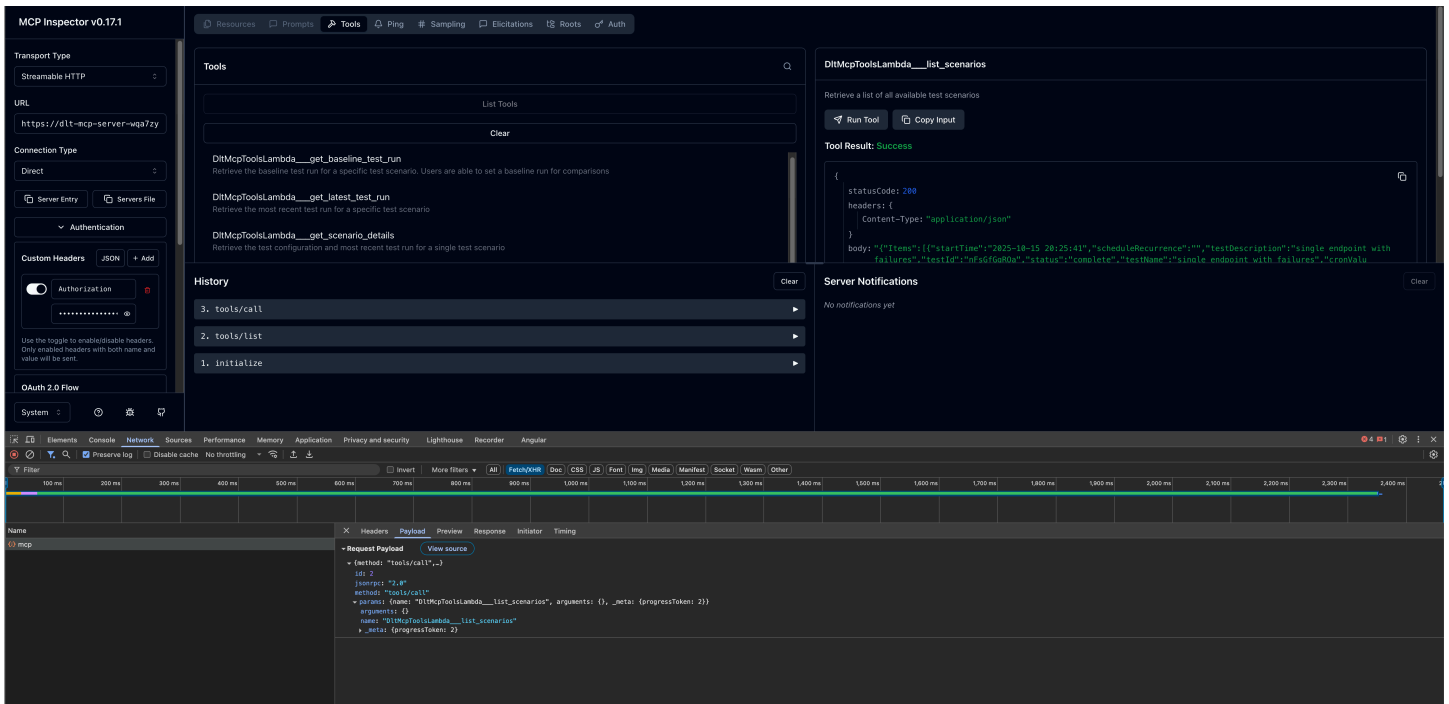 MCP Inspector v0.17.1
Resources Prompts Tools Ping Sampling Elicitations Roots Auth
Transport Type
Streamable HTTP
URL
https://dlt-mcp-server-wqa7zy
Connection Type
Direct
Server Entry Servers File
Authentication
Custom Headers JSON + Add
Authorization
Use the toggle to enable/disable headers.
Only enabled headers with both name and
value will be sent.
OAuth 2.0 Flow
System
Tools
List Tools
Clear
DltMcpToolsLambda___get_baseline_test_run
Retrieve the baseline test run for a specific test scenario. Users are able to set a baseline run for comparisons
DltMcpToolsLambda___get_latest_test_run
Retrieve the most recent test run for a specific test scenario
DltMcpToolsLambda___get_scenario_details
Retrieve the test configuration and most recent test run for a single test scenario
DltMcpToolsLambda___list_scenarios
Retrieve a list of all available test scenarios
Run Tool Copy Input
Tool Result: Success
{
statusCode: 200
headers: {
Content-Type: "application/json"
}
body: "{"Items":[{"startTime":"2025-10-15 20:25:41","scheduleRecurrence":"","testDescription":"single endpoint with
failures","testId":"nFsGfGqROa","status":"complete","testName":"single endpoint with failures","cronValu
History Clear
3. tools/call
2. tools/list
1. initialize
Server Notifications Clear
No notifications yet
Elements Console Network Sources Performance Memory Application Privacy and security Lighthouse Recorder Angular
4 1
Preserve log Disable cache No throttling
Filter Invert More filters All Fetch/XHR Doc CSS JS Font Img Media Manifest Socket Wasm Other
100 ms 200 ms 300 ms 400 ms 500 ms 600 ms 700 ms 800 ms 900 ms 1,000 ms 1,100 ms 1,200 ms 1,300 ms 1,400 ms 1,500 ms 1,600 ms 1,700 ms 1,800 ms 1,900 ms 2,000 ms 2,100 ms 2,200 ms 2,300 ms 2,400 ms
Name
mcp
Headers Payload Preview Response Initiator Timing
Request Payload View source
{method: "tools/call",…}
id: 2
jsonrpc: "2.0"
method: "tools/call"
params: {name: "DltMcpToolsLambda___list_scenarios", arguments: {}, _meta: {progressToken: 2}}
arguments: {}
name: "DltMcpToolsLambda___list_scenarios"
_meta: {progressToken: 2}